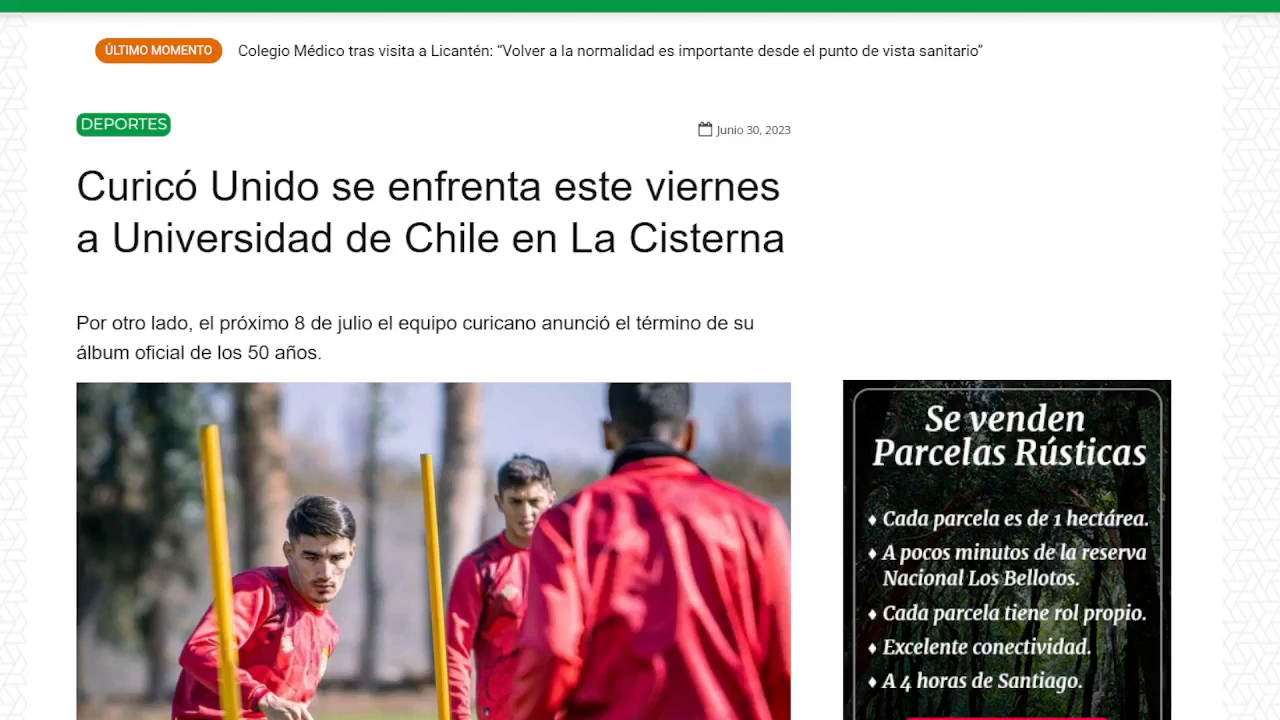 ÚLTIMO MOMENTO Colegio Médico tras visita a Licantén: “Volver a la normalidad es importante desde el punto de vista sanitario”
DEPORTES
Junio 30, 2023
Curicó Unido se enfrenta este viernes
a Universidad de Chile en La Cisterna
Por otro lado, el próximo 8 de julio el equipo curicano anunció el término de su
álbum oficial de los 50 años.
Se venden
Parcelas Rústicas
♦ Cada parcela es de 1 hectárea.
♦ A pocos minutos de la reserva
Nacional Los Bellotos.
♦ Cada parcela tiene rol propio.
♦ Excelente conectividad.
♦ A 4 horas de Santiago.